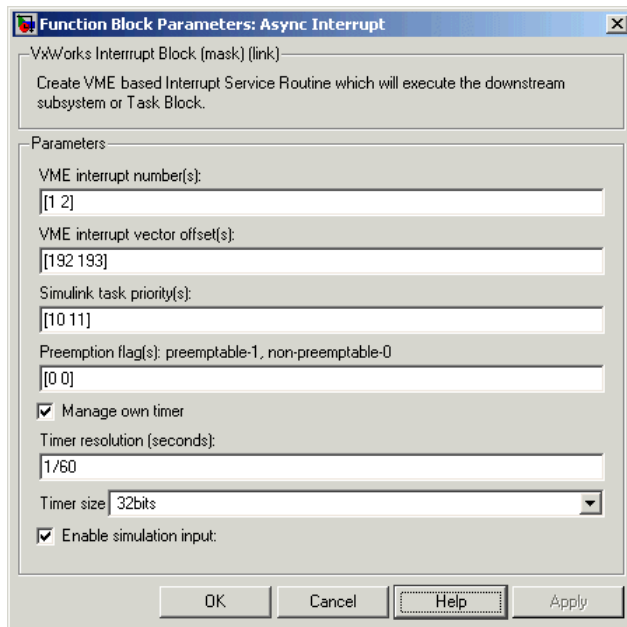 Function Block Parameters: Async Interrupt
VxWorks Interrrupt Block (mask) (link)
Create VME based Interrupt Service Routine which will execute the downstream
subsystem or Task Block.
Parameters
VME interrupt number(s):
[1 2]
VME interrupt vector offset(s):
[192 193]
Simulink task priority(s):
[10 11]
Preemption flag(s): preemptable-1, non-preemptable-0
[0 0]
Manage own timer
Timer resolution (seconds):
1/60
Timer size 32bits
Enable simulation input:
OK Cancel Help Apply